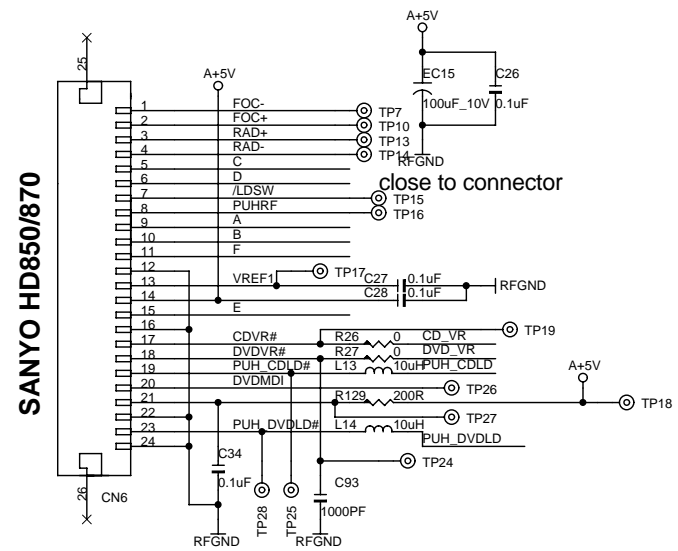 A+5V
25
A+5V
EC15
C26
100uF_10V
0.1uF
RFGND
close to connector
SANYO HD850/870
1 FOC- TP7
2 FOC+ TP10
3 RAD+ TP13
4 RAD- TP14
5 C
6 D
7 /LDSW TP15
8 PUHRF TP16
9 A
10 B
11 F
12
13 VREF1 TP17 C27 0.1uF
14 C28 0.1uF RFGND
15 E
16 TP19
17 CDVR# R26 0 CD_VR
18 DVDVR# R27 0 DVD_VR
19 PUH_CDLD# L13 10uH PUH_CDLD
20 DVDMDI TP26
A+5V
21 R129 200R TP18
22 TP27
23 PUH_DVDLD# L14 10uH
24 PUH_DVDLD
C34
0.1uF
TP24
C93
1000PF
TP28
TP25
26
CN6
RFGND
RFGND